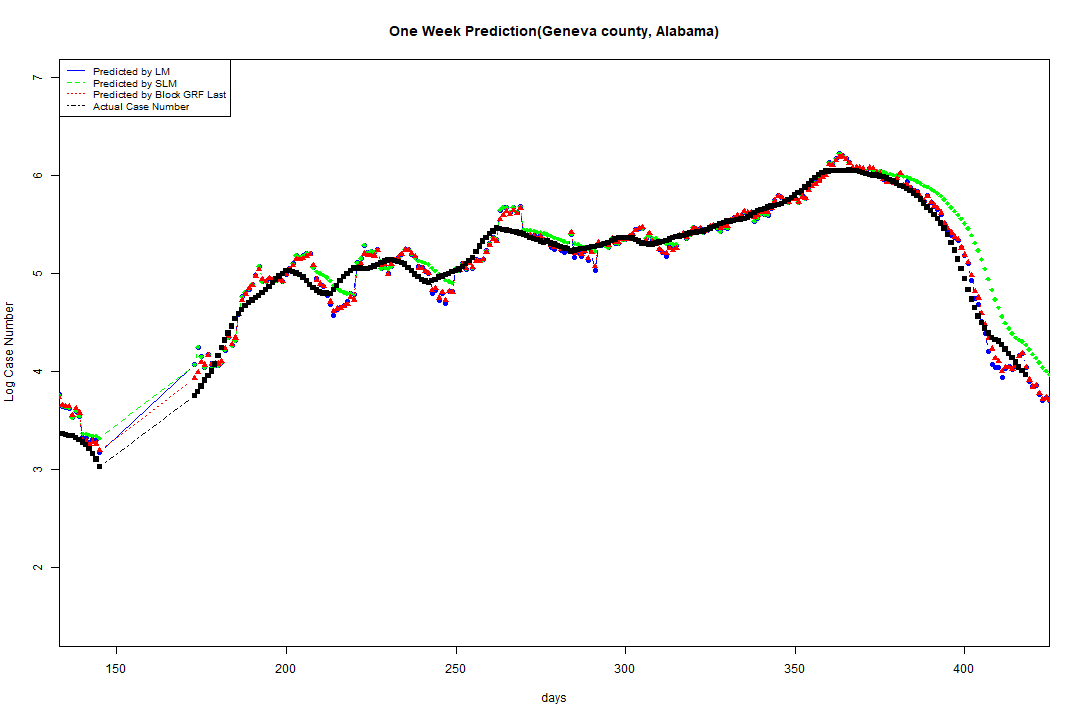 One Week Prediction(Geneva county, Alabama)
Predicted by LM
Predicted by SLM
Predicted by Block GRF Last
Actual Case Number
7
6
5
4
3
2
Log Case Number
150 200 250 300 350 400
days